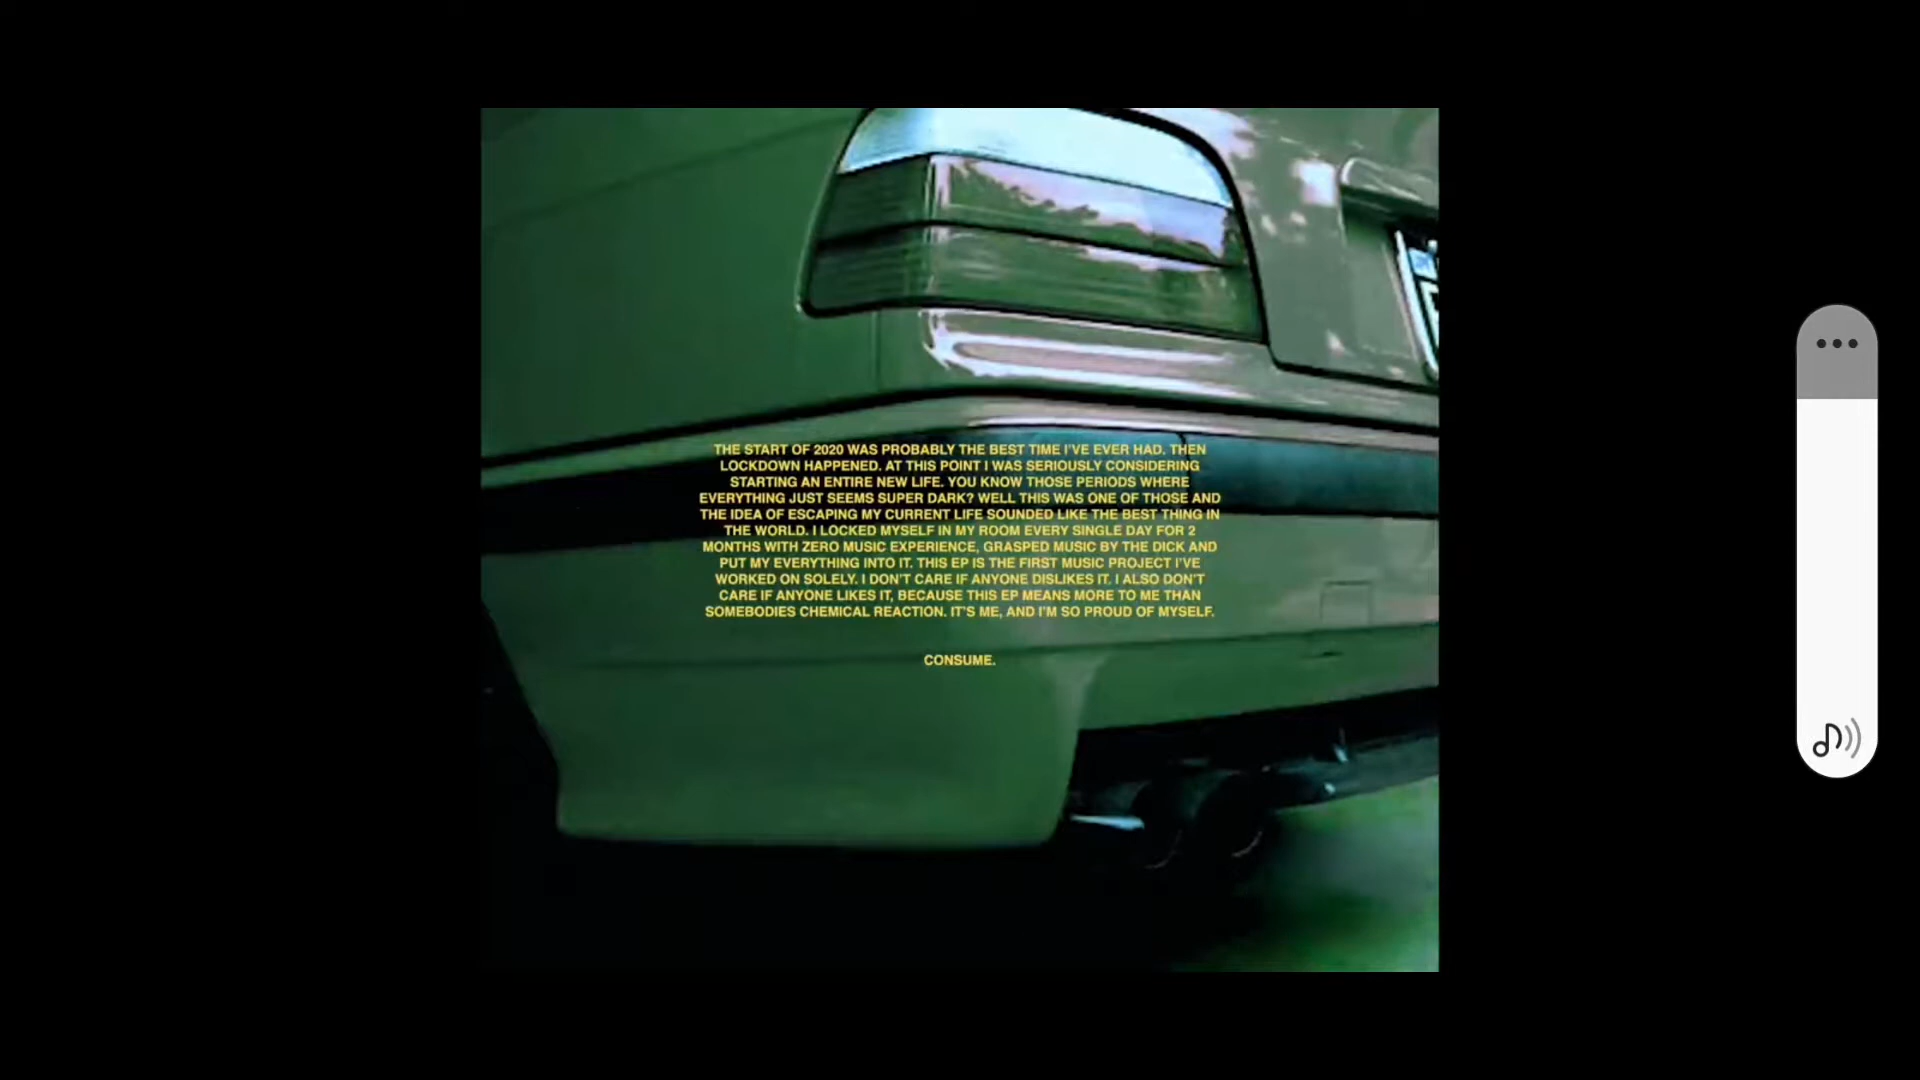 THE START OF 2020 WAS PROBABLY THE BEST TIME I'VE EVER HAD. THEN
LOCKDOWN HAPPENED. AT THIS POINT I WAS SERIOUSLY CONSIDERING
STARTING AN ENTIRE NEW LIFE. YOU KNOW THOSE PERIODS WHERE
EVERYTHING JUST SEEMS SUPER DARK? WELL THIS WAS ONE OF THOSE AND
THE IDEA OF ESCAPING MY CURRENT LIFE SOUNDED LIKE THE BEST THING IN
THE WORLD. I LOCKED MYSELF IN MY ROOM EVERY SINGLE DAY FOR 2
MONTHS WITH ZERO MUSIC EXPERIENCE, GRASPED MUSIC BY THE DICK AND
PUT MY EVERYTHING INTO IT. THIS EP IS THE FIRST MUSIC PROJECT I'VE
WORKED ON SOLELY. I DON'T CARE IF ANYONE DISLIKES IT. I ALSO DON'T
CARE IF ANYONE LIKES IT, BECAUSE THIS EP MEANS MORE TO ME THAN
SOMEBODIES CHEMICAL REACTION. IT'S ME, AND I'M SO PROUD OF MYSELF.
CONSUME.